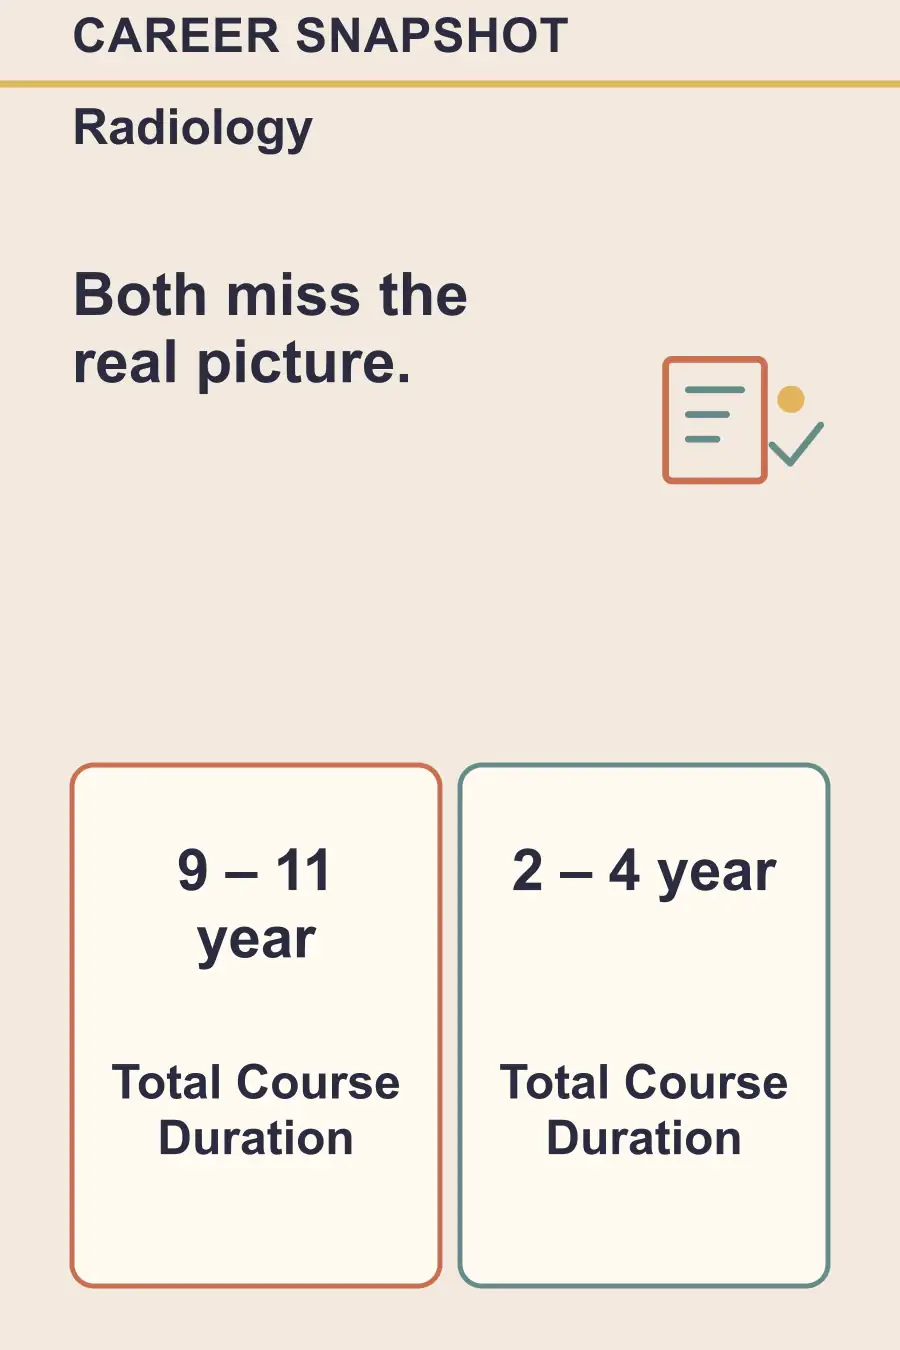 CAREER SNAPSHOT
Radiology
Both miss the
real picture.
9 – 11
year
Total Course
Duration
2 – 4 year
Total Course
Duration